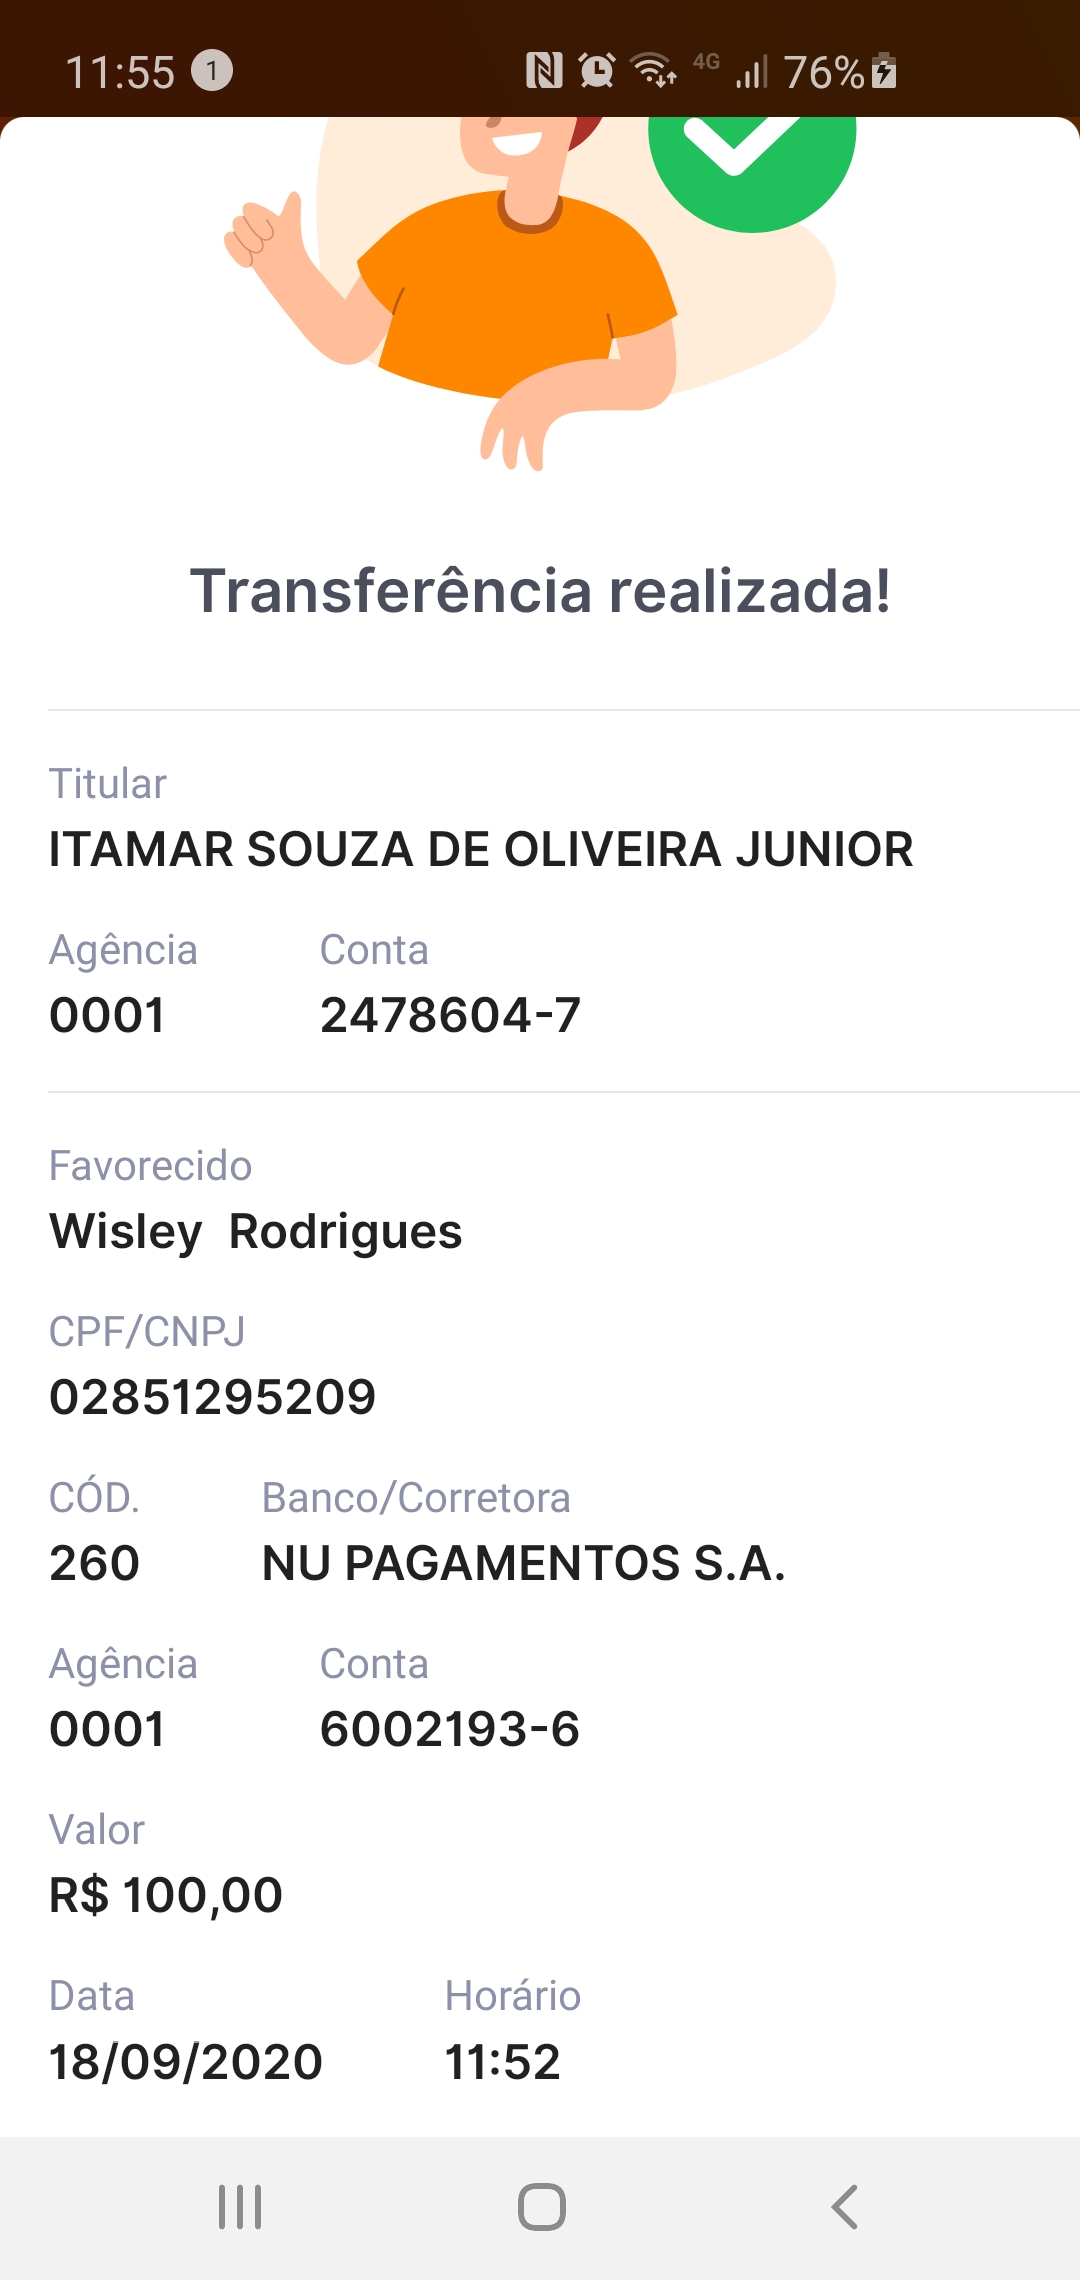 11:55 1 4G 76%
Transferência realizada!
Titular
ITAMAR SOUZA DE OLIVEIRA JUNIOR
Agência Conta
0001 2478604-7
Favorecido
Wisley Rodrigues
CPF/CNPJ
02851295209
CÓD. Banco/Corretora
260 NU PAGAMENTOS S.A.
Agência Conta
0001 6002193-6
Valor
R$ 100,00
Data Horário
18/09/2020 11:52